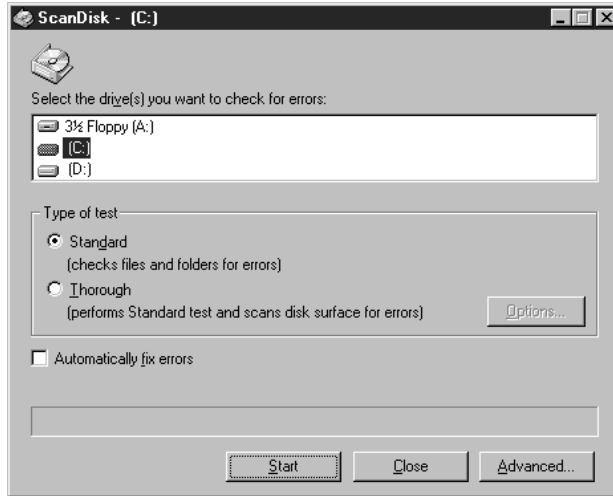 ScanDisk - (C:)
Select the drive(s) you want to check for errors:
3½ Floppy (A:)
(C:)
(D:)
Type of test
Standard
(checks files and folders for errors)
Thorough
(performs Standard test and scans disk surface for errors)
Options...
Automatically fix errors
Start Close Advanced...